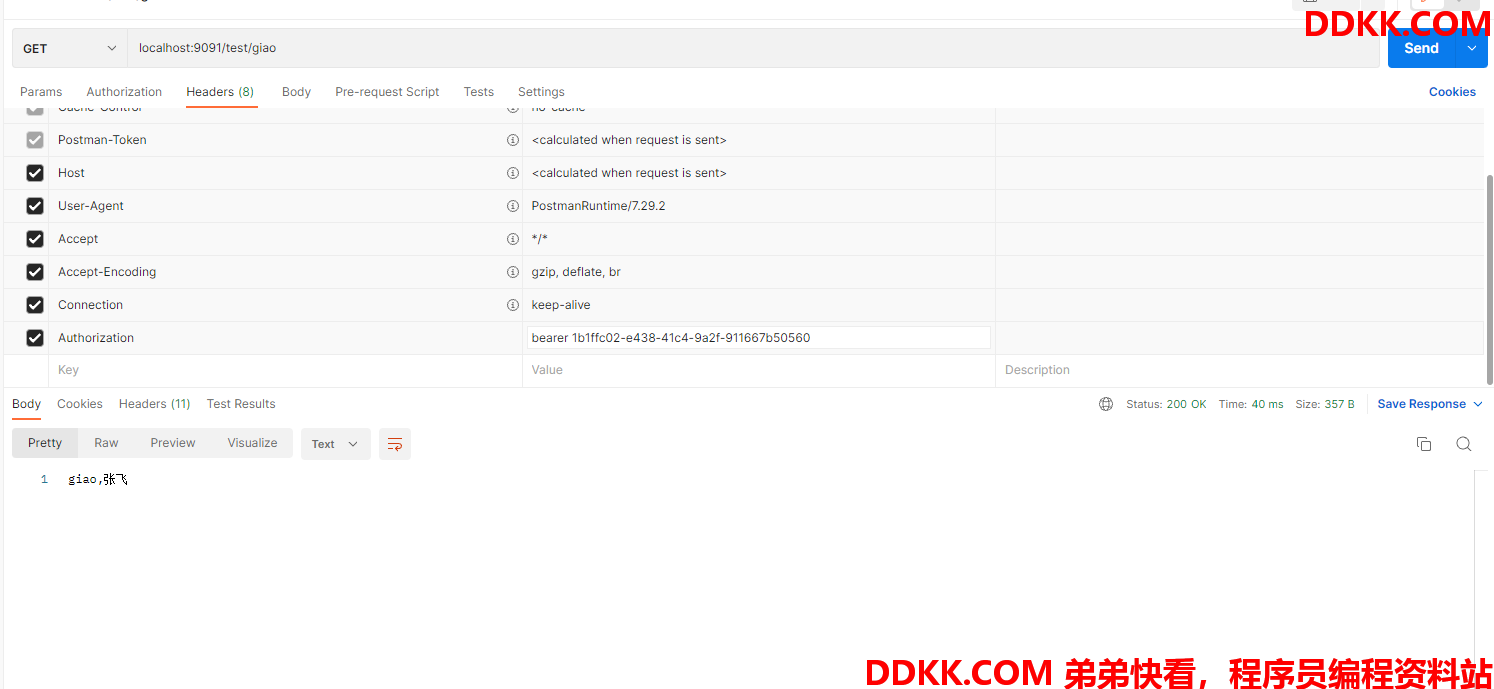 DDKK.COM
GET localhost:9091/test/giao Send
Params Authorization Headers (8) Body Pre-request Script Tests Settings Cookies
Cache-Control no-cache
Postman-Token <calculated when request is sent>
Host <calculated when request is sent>
User-Agent PostmanRuntime/7.29.2
Accept */*
Accept-Encoding gzip, deflate, br
Connection keep-alive
Authorization bearer 1b1ffc02-e438-41c4-9a2f-911667b50560
Key Value Description
Body Cookies Headers (11) Test Results Status: 200 OK Time: 40 ms Size: 357 B Save Response
Pretty Raw Preview Visualize Text
1 giao,张飞
DDKK.COM 弟弟快看，程序员编程资料站